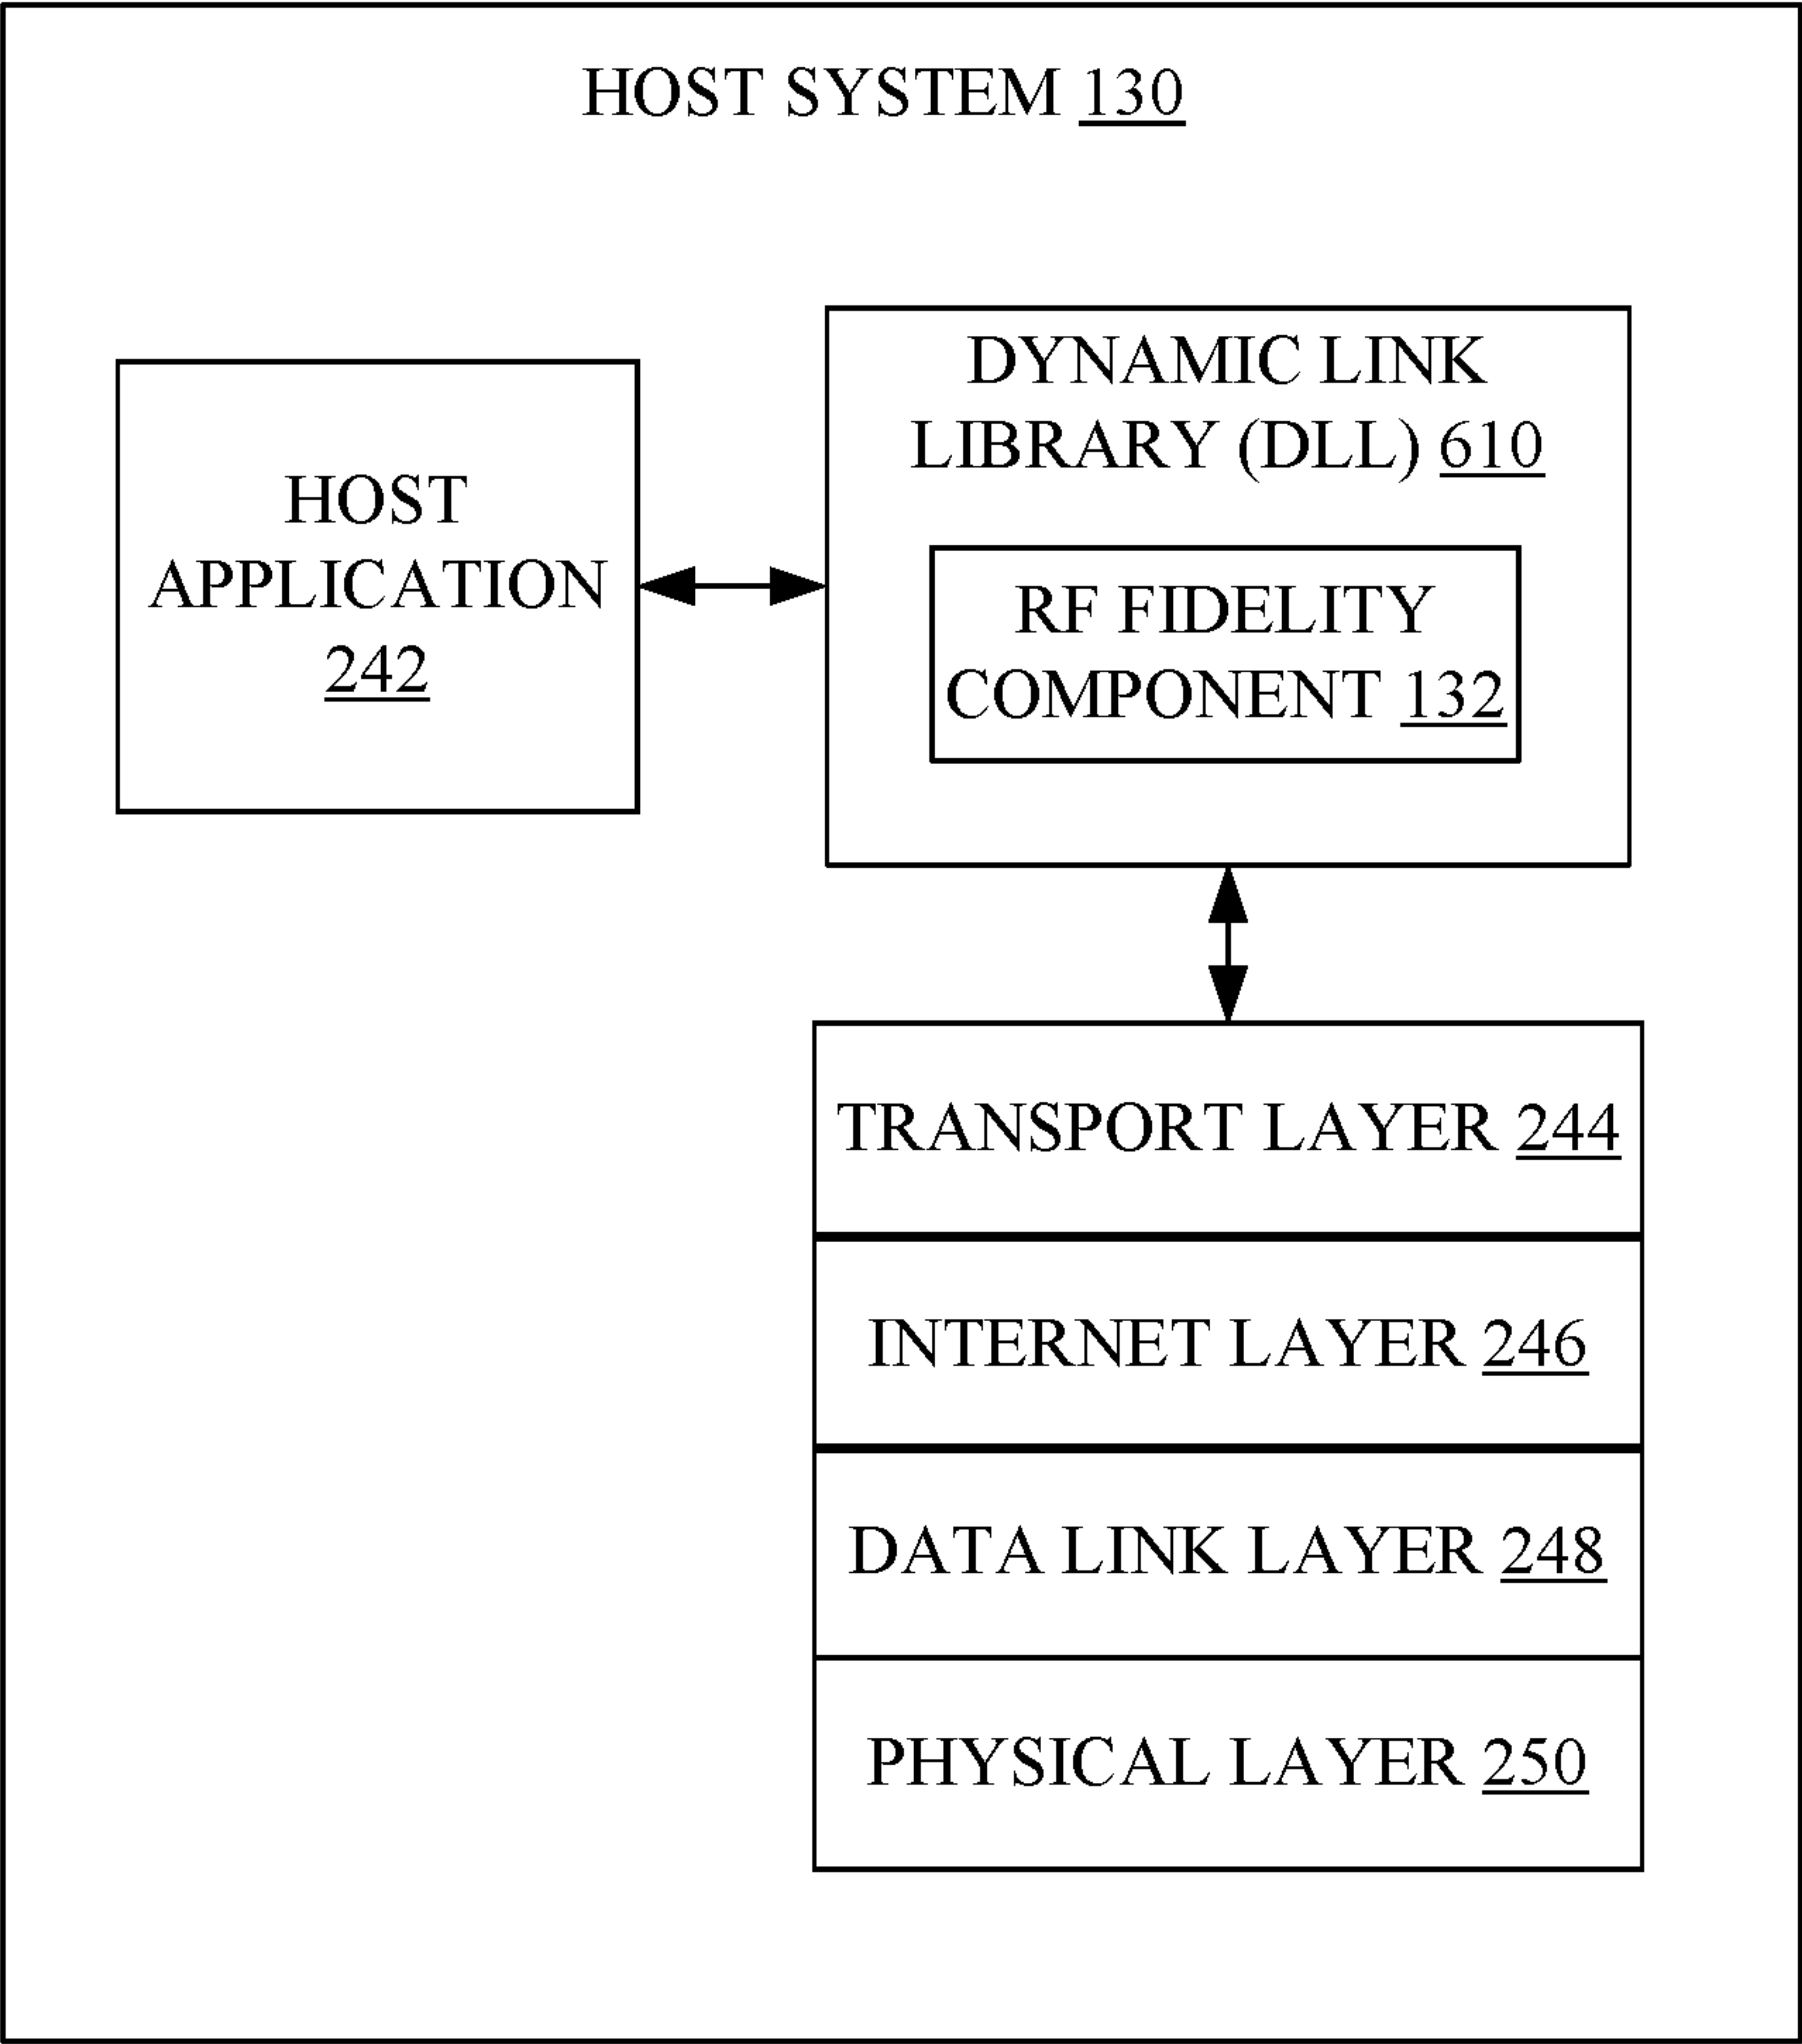 HOST SYSTEM 130
HOST
APPLICATION
242
DYNAMIC LINK
LIBRARY (DLL) 610
RF FIDELITY
COMPONENT 132
TRANSPORT LAYER 244
INTERNET LAYER 246
DATA LINK LAYER 248
PHYSICAL LAYER 250